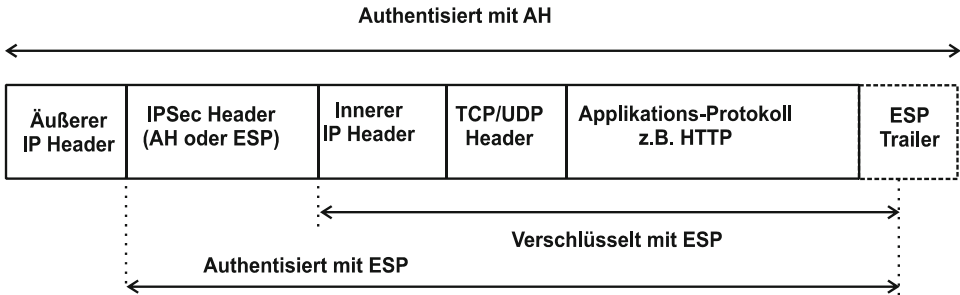 Authentisiert mit AH
Äußerer
IP Header
IPSec Header
(AH oder ESP)
Innerer
IP Header
TCP/UDP
Header
Applikations-Protokoll
z.B. HTTP
ESP
Trailer
Verschlüsselt mit ESP
Authentisiert mit ESP